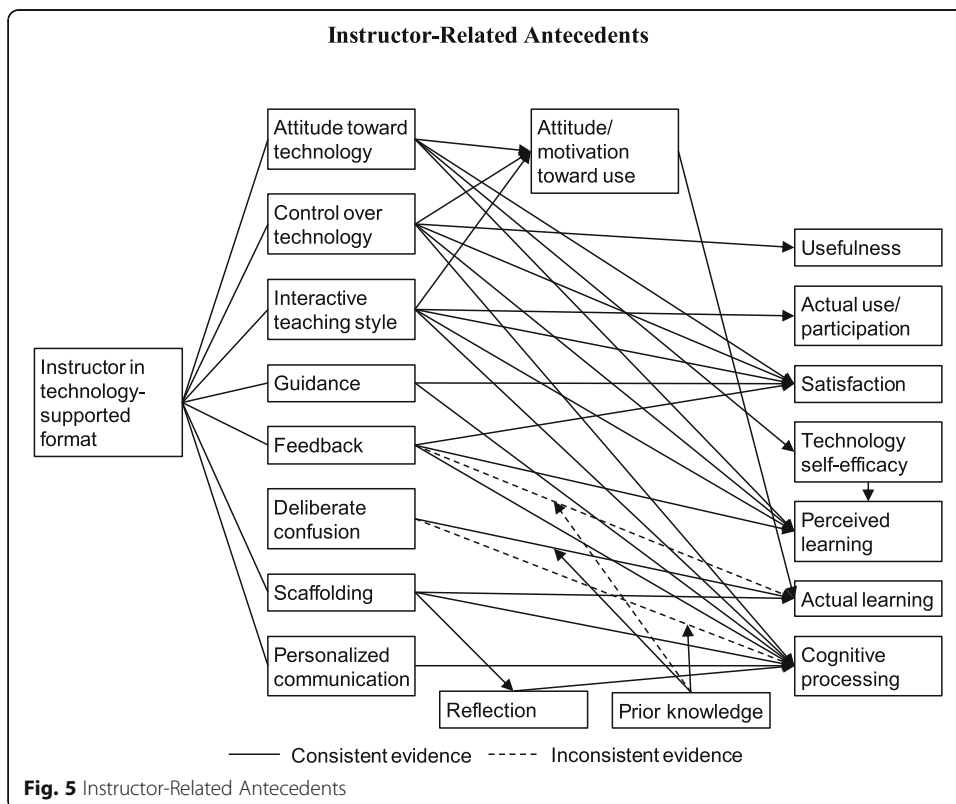 Instructor-Related Antecedents
Attitude toward
technology
Attitude/
motivation
toward use
Control over
technology
Usefulness
Interactive
teaching style
Actual use/
participation
Instructor in
technology-
supported
format
Guidance
Satisfaction
Feedback
Technology
self-efficacy
Deliberate
confusion
Perceived
learning
Scaffolding
Actual learning
Personalized
communication
Cognitive
processing
Reflection
Prior knowledge
Consistent evidence
Inconsistent evidence
Fig. 5 Instructor-Related Antecedents